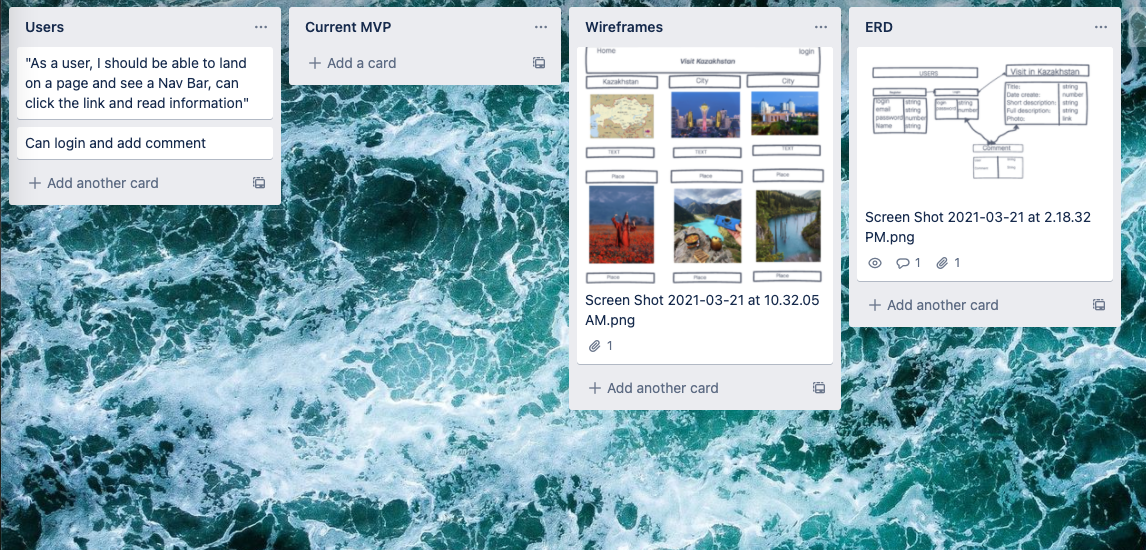 Users
"As a user, I should be able to land
on a page and see a Nav Bar, can
click the link and read information"
Can login and add comment
Add another card
Current MVP
Add a card
Wireframes
Home login
Visit Kazakhstan
Kazakhstan City City
TEXT TEXT TEXT
Place Place Place
Place Place Place
Screen Shot 2021-03-21 at 10.32.05
AM.png
1
Add another card
ERD
USERS
Visit in Kazakhstan
Title: string
Date create: number
Short description: string
Full description: string
Photo: link
login string
email string
password number
Name string
login string
password number
Comment
Screen Shot 2021-03-21 at 2.18.32
PM.png
1 1
Add another card